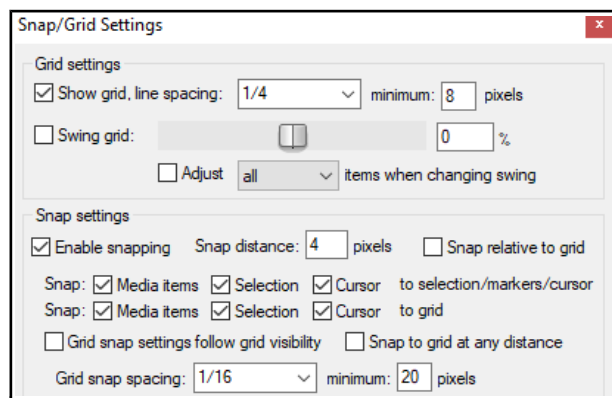 Snap/Grid Settings x
Grid settings
Show grid, line spacing: 1/4 minimum: 8 pixels
Swing grid: 0 %
Adjust all items when changing swing
Snap settings
Enable snapping Snap distance: 4 pixels Snap relative to grid
Snap: Media items Selection Cursor to selection/markers/cursor
Snap: Media items Selection Cursor to grid
Grid snap settings follow grid visibility Snap to grid at any distance
Grid snap spacing: 1/16 minimum: 20 pixels